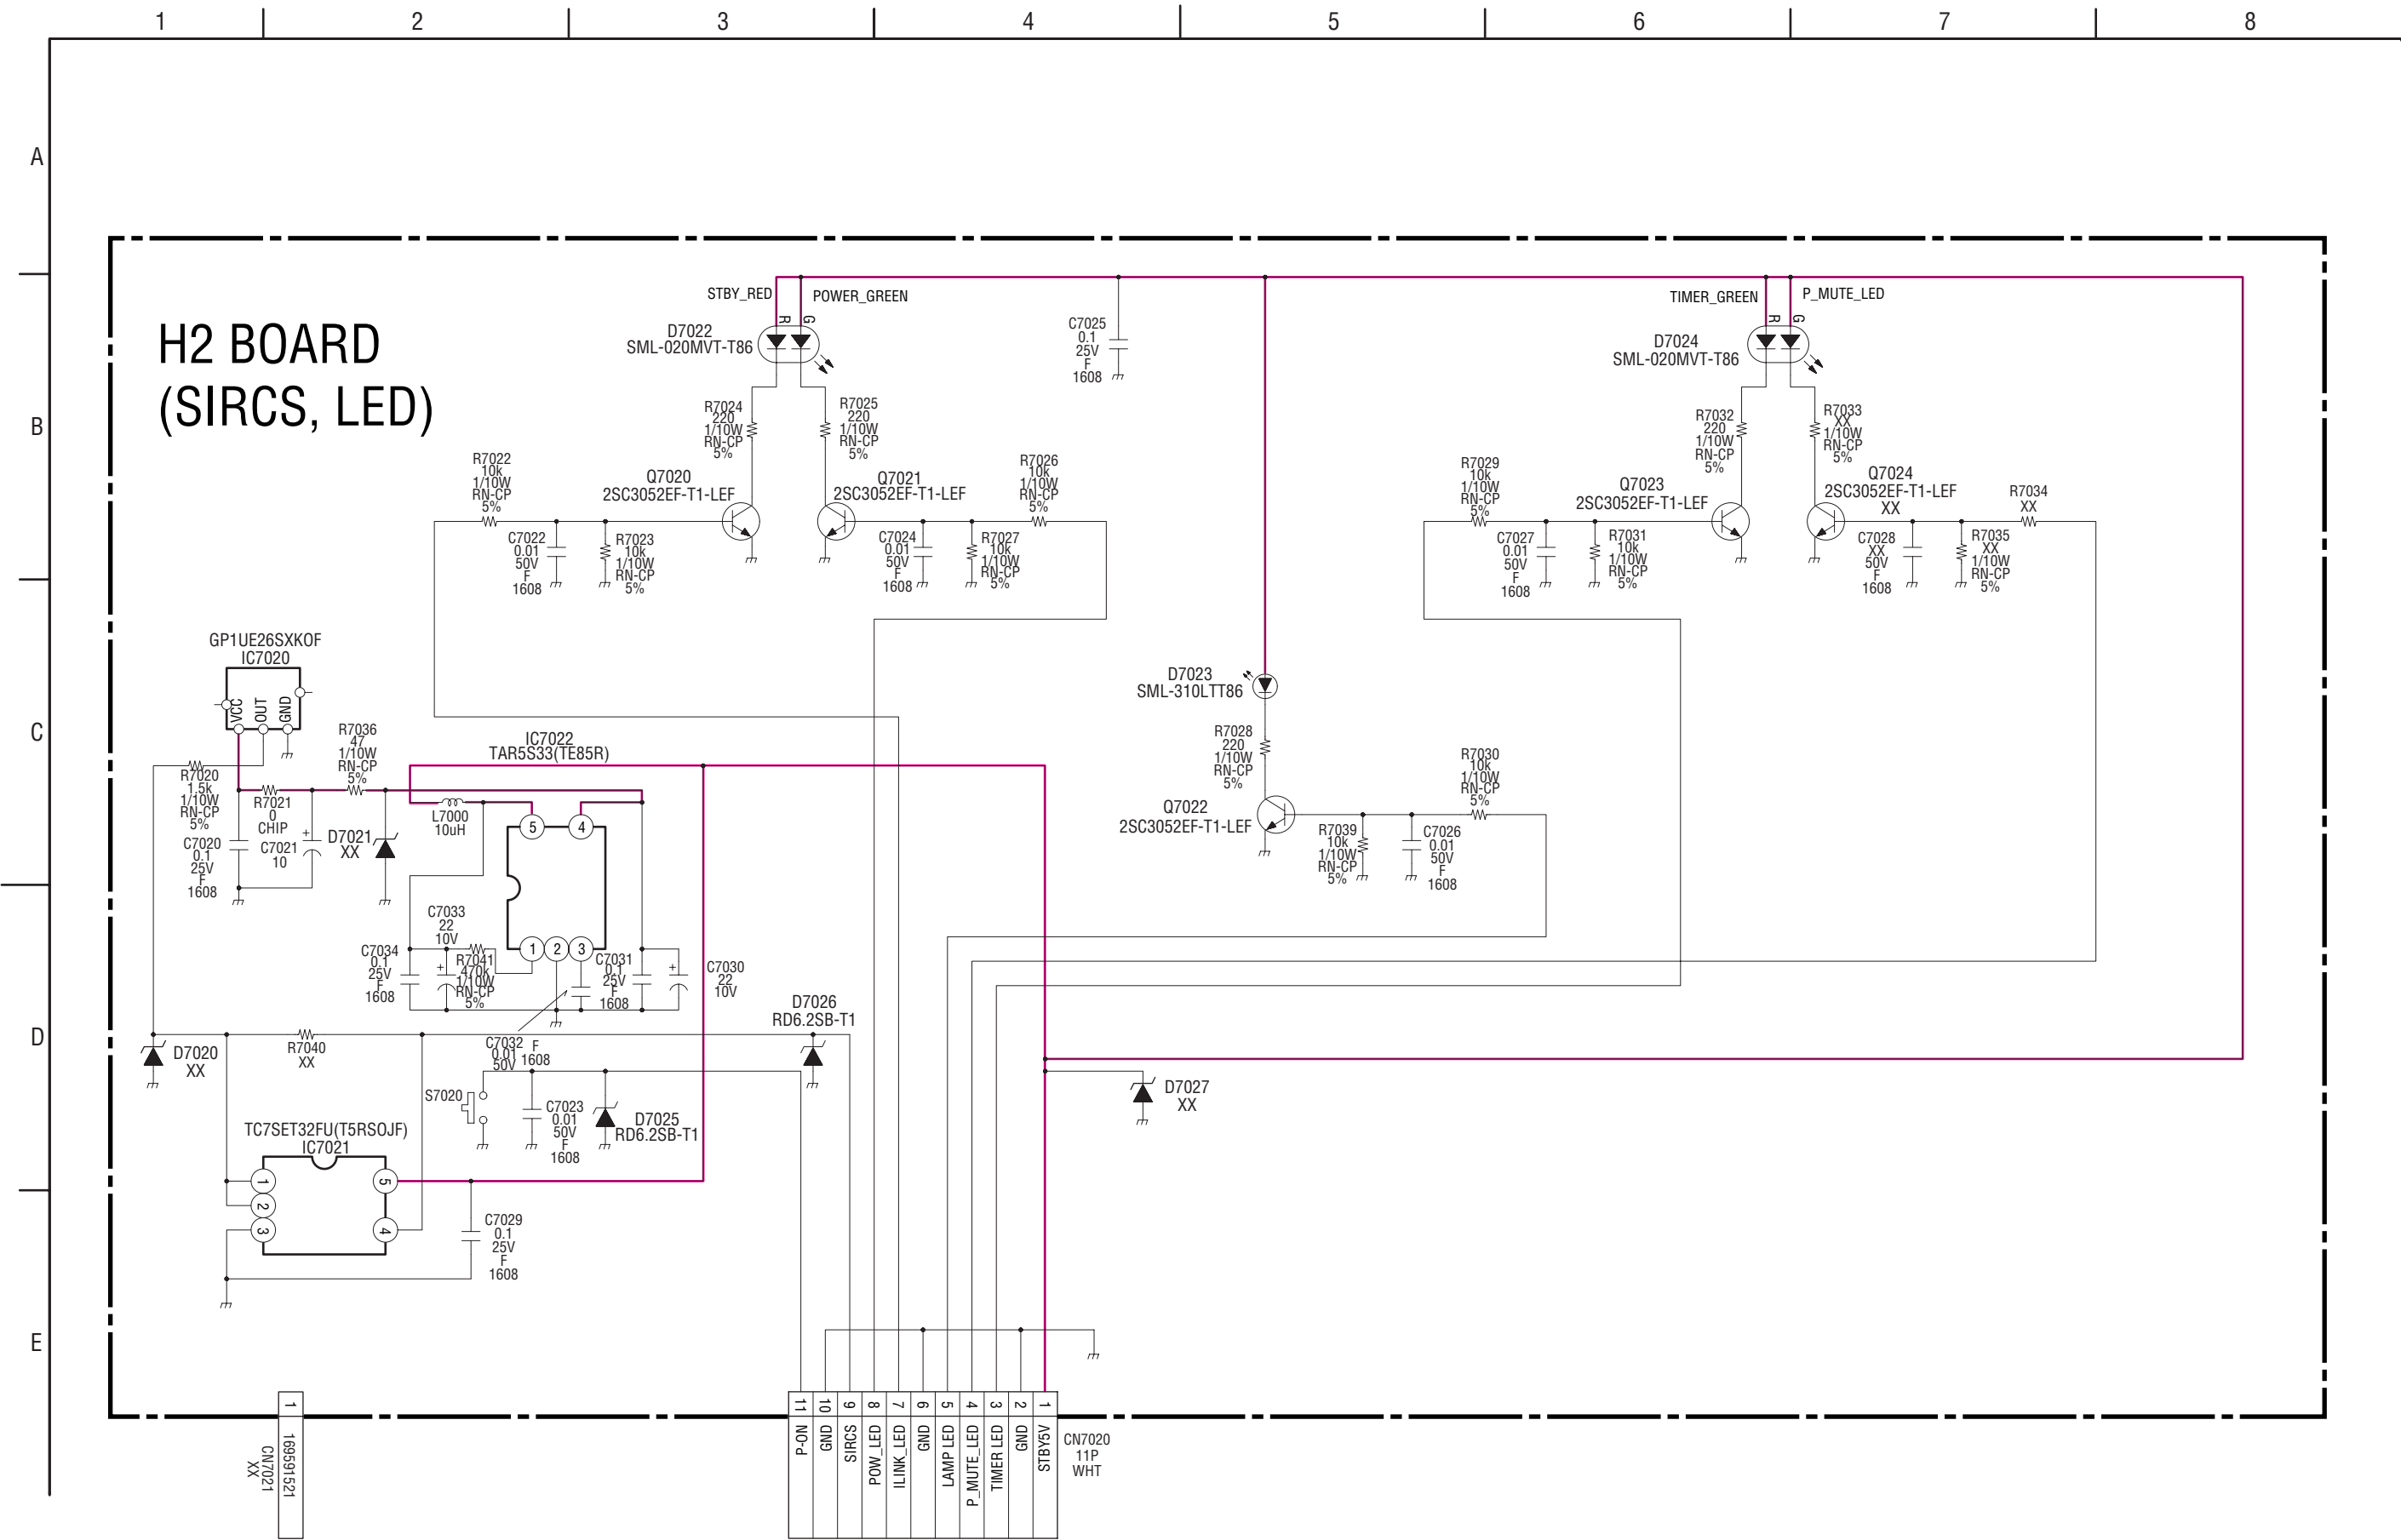 1 2 3 4 5 6 7 8
A
B
C
D
E
H2 BOARD
(SIRCS, LED)
STBY_RED
POWER_GREEN
R
G
D7022
SML-020MVT-T86
C7025
0.1
25V
F
1608
TIMER_GREEN
P_MUTE_LED
R
G
D7024
SML-020MVT-T86
R7024
220
1/10W
RN-CP
5%
R7025
220
1/10W
RN-CP
5%
R7032
220
1/10W
RN-CP
5%
R7033
XX
1/10W
RN-CP
5%
R7022
10k
1/10W
RN-CP
5%
Q7020
2SC3052EF-T1-LEF
Q7021
2SC3052EF-T1-LEF
R7026
10k
1/10W
RN-CP
5%
R7029
10k
1/10W
RN-CP
5%
Q7023
2SC3052EF-T1-LEF
Q7024
2SC3052EF-T1-LEF
XX
R7034
XX
C7022
0.01
50V
F
1608
R7023
10k
1/10W
RN-CP
5%
C7024
0.01
50V
F
1608
R7027
10k
1/10W
RN-CP
5%
C7027
0.01
50V
F
1608
R7031
10k
1/10W
RN-CP
5%
C7028
XX
50V
F
1608
R7035
XX
1/10W
RN-CP
5%
GP1UE26SXKOF
IC7020
VCC
OUT
GND
R7036
47
1/10W
RN-CP
5%
IC7022
TAR5S33(TE85R)
D7023
SML-310LTT86
R7028
220
1/10W
RN-CP
5%
R7030
10k
1/10W
RN-CP
5%
R7020
1.5k
1/10W
RN-CP
5%
R7021
0
CHIP
L7000
10uH
C7020
0.1
25V
F
1608
C7021
10
+
D7021
XX
5
4
Q7022
2SC3052EF-T1-LEF
R7039
10k
1/10W
RN-CP
5%
C7026
0.01
50V
F
1608
C7033
22
10V
+
C7034
0.1
25V
F
1608
R7041
470k
1/10W
RN-CP
5%
1
2
3
C7031
0.1
25V
F
1608
+
C7030
22
10V
D7026
RD6.2SB-T1
D7020
XX
R7040
XX
C7032
0.01
50V
F
1608
S7020
C7023
0.01
50V
F
1608
D7025
RD6.2SB-T1
D7027
XX
TC7SET32FU(T5RSOJF)
IC7021
1
2
3
5
4
C7029
0.1
25V
F
1608
1
169591521
CN7021
XX
11 P-ON
10 GND
9 SIRCS
8 POW_LED
7 ILINK_LED
6 GND
5 LAMP LED
4 P_MUTE_LED
3 TIMER LED
2 GND
1 STBY5V
CN7020
11P
WHT